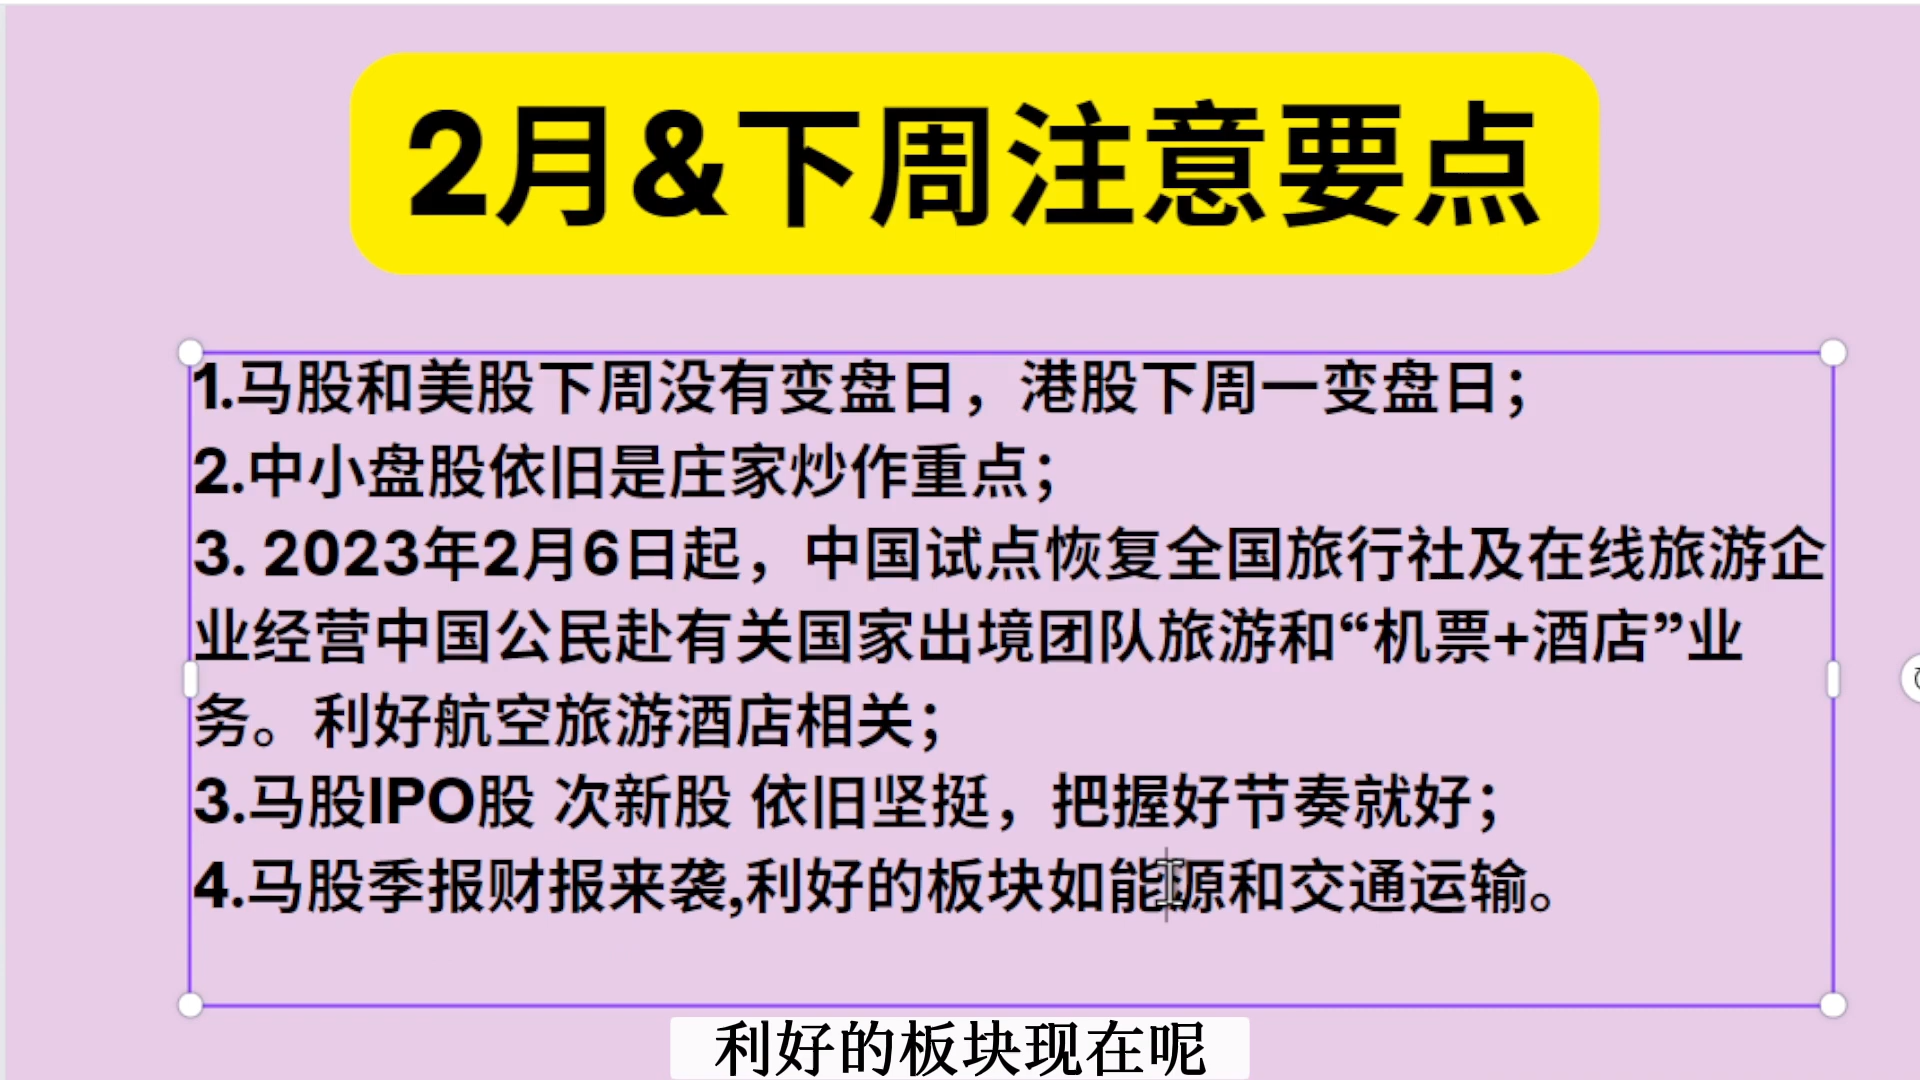 2月&下周注意要点
1.马股和美股下周没有变盘日，港股下周一变盘日；
2.中小盘股依旧是庄家炒作重点；
3. 2023年2月6日起，中国试点恢复全国旅行社及在线旅游企
业经营中国公民赴有关国家出境团队旅游和“机票+酒店”业
务。利好航空旅游酒店相关；
3.马股IPO股 次新股 依旧坚挺，把握好节奏就好；
4.马股季报财报来袭,利好的板块如能源和交通运输。
利好的板块现在呢